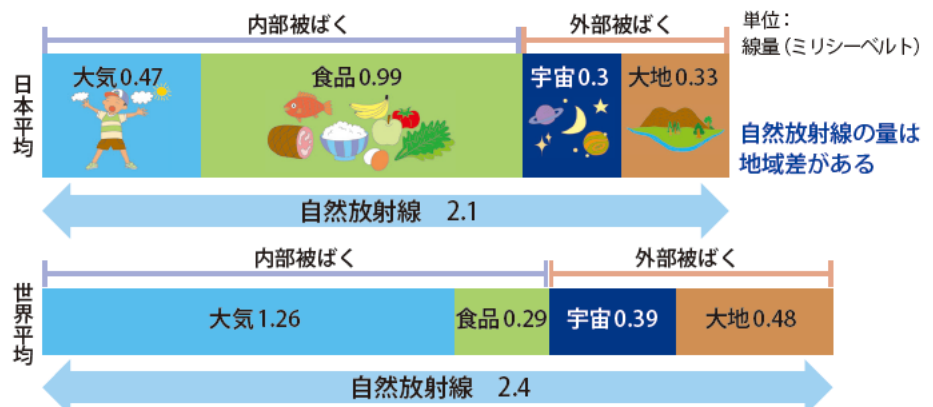 内部被ばく
外部被ばく
単位：
線量(ミリシーベルト)
日本平均
大気0.47
食品0.99
宇宙0.3
大地0.33
自然放射線の量は
地域差がある
自然放射線 2.1
内部被ばく
外部被ばく
世界平均
大気1.26
食品0.29
宇宙0.39
大地0.48
自然放射線 2.4